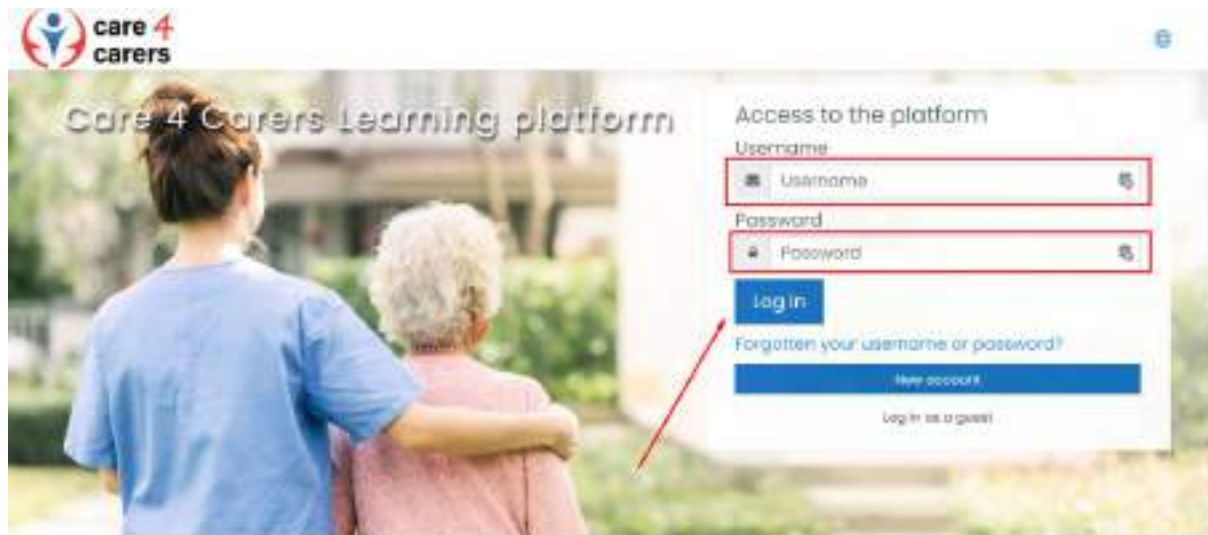 care 4
carers
Care 4 Carers Learning platform
Access to the platform
Username
Username
Password
Password
Log in
Forgotten your username or password?
New account
Log in as a guest